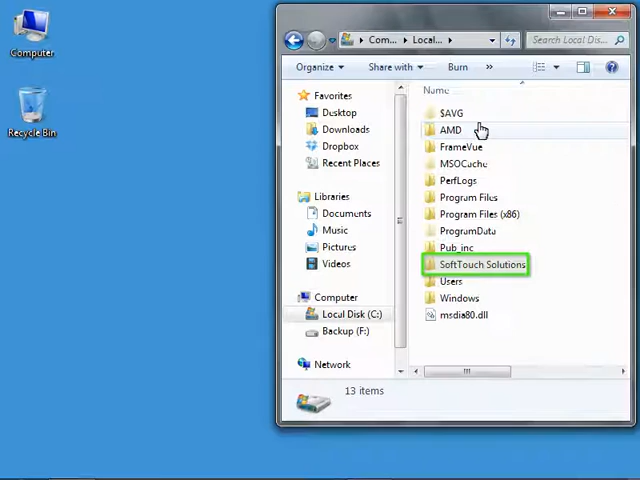 Computer
Recycle Bin
Com...
Local...
Search Local Dis...
Organize
Share with
Burn
»
Favorites
Desktop
Downloads
Dropbox
Recent Places
Libraries
Documents
Music
Pictures
Videos
Computer
Local Disk (C:)
Backup (F:)
Network
Name
$AVG
AMD
FrameVue
MSOCache
PerfLogs
Program Files
Program Files (x86)
ProgramData
Pub_inc
SoftTouch Solutions
Users
Windows
msdia80.dll
13 items